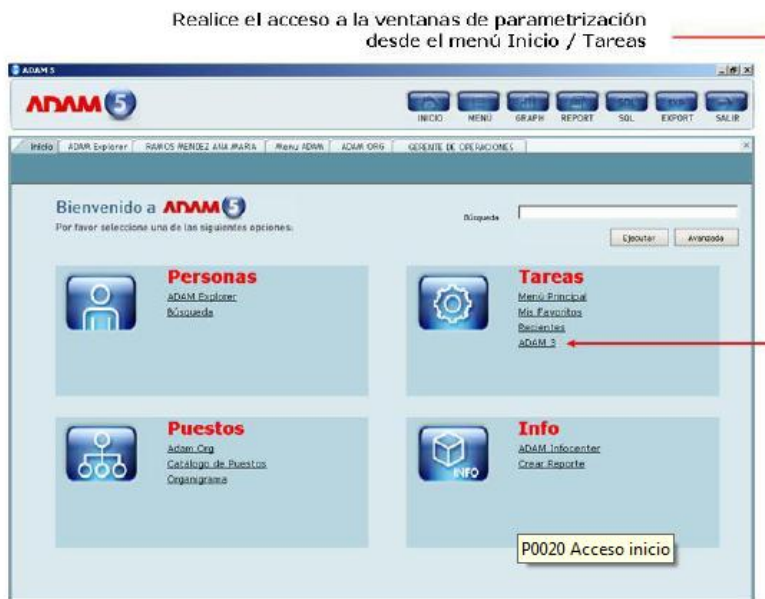 Realice el acceso a la ventanas de parametrización
desde el menú Inicio / Tareas
ADAM 5
ADAM 5
INICIO MENÚ GRAPH REPORT SQL EXPORT SALIR
Inicio ADAM Explorer RAMOS MENDEZ ANA MARIA Menu ADAM ADAM ORG GERENTE DE OPERACIONES
Bienvenido a ADAM 5
Por favor seleccione una de las siguientes opciones:
Búsqueda
Ejecutar Avanzada
Personas
ADAM Explorer
Búsqueda
Tareas
Menú Principal
Mis Favoritos
Recientes
ADAM 3
Puestos
Adam Org
Catálogo de Puestos
Organigrama
Info
ADAM Infocenter
Crear Reporte
INFO
P0020 Acceso inicio